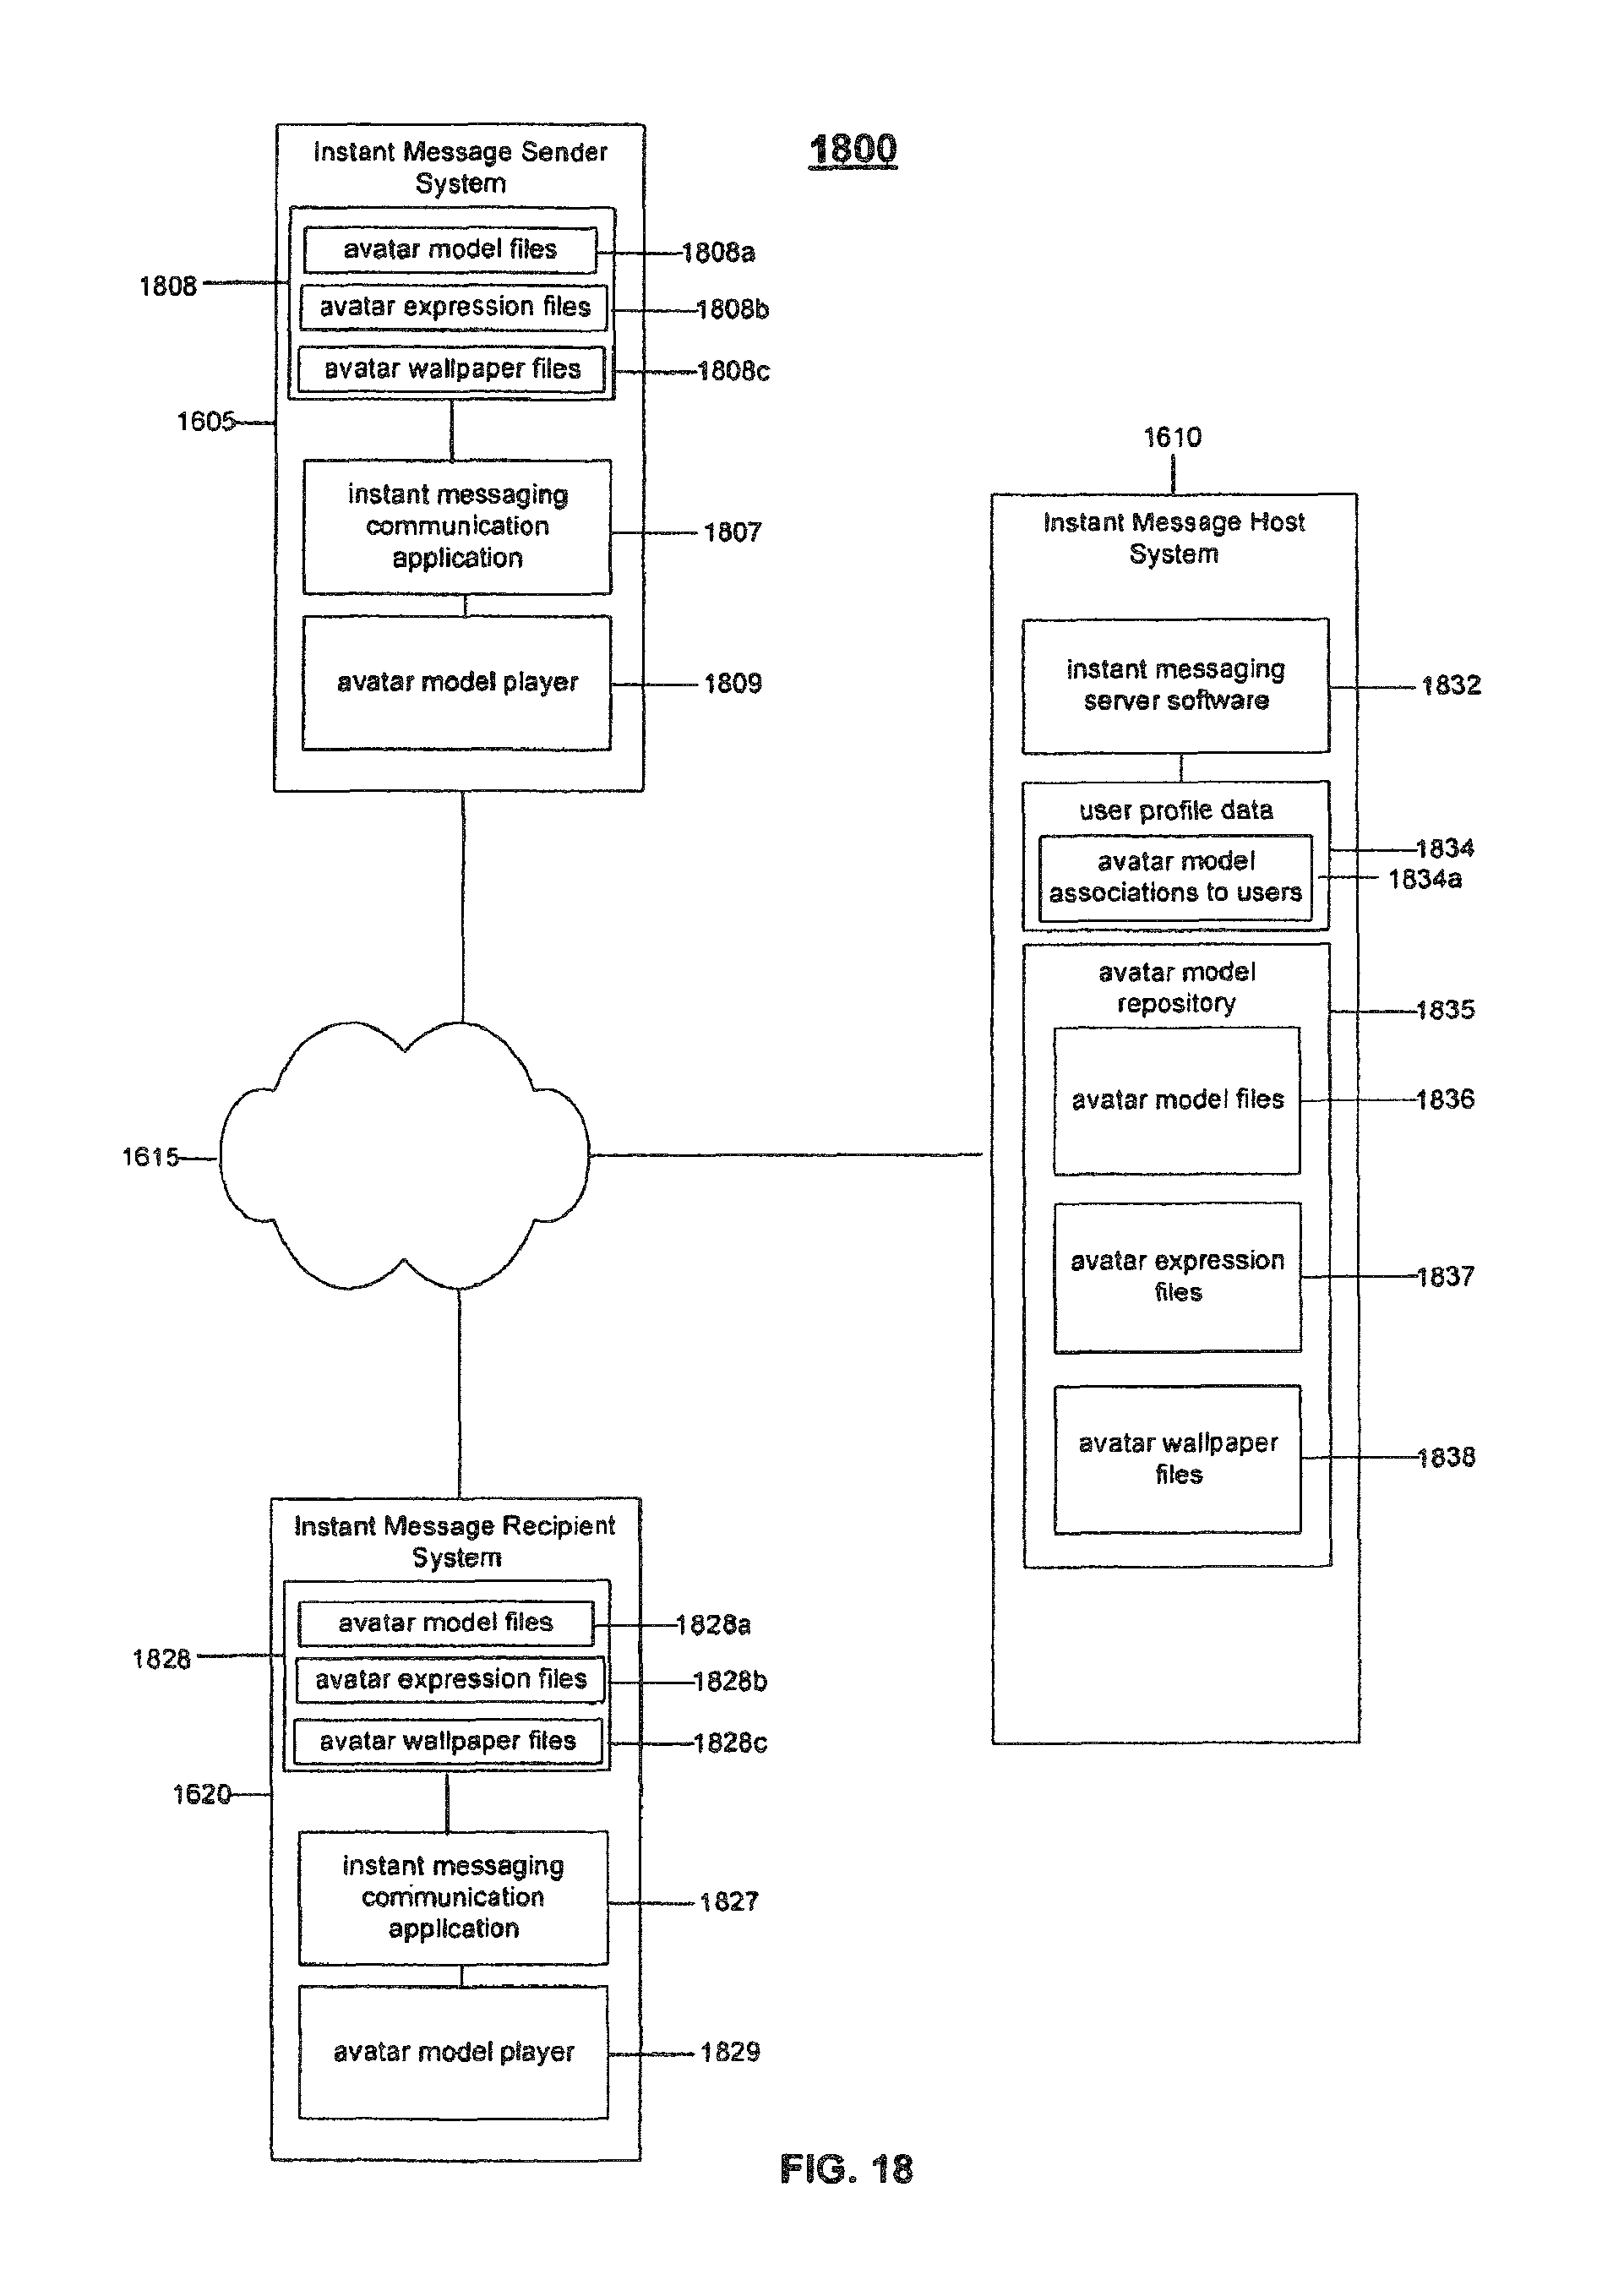 1800
Instant Message Sender
System
avatar model files
1808a
1808
avatar expression files
1808b
avatar wallpaper files
1808c
1605
instant messaging
communication
application
1807
avatar model player
1809
1610
Instant Message Host
System
instant messaging
server software
1832
user profile data
1834
avatar model
associations to users
1834a
avatar model
repository
1835
avatar model files
1836
avatar expression
files
1837
avatar wallpaper
files
1838
1615
Instant Message Recipient
System
avatar model files
1828a
1828
avatar expression files
1828b
avatar wallpaper files
1828c
1620
instant messaging
communication
application
1827
avatar model player
1829
FIG. 18